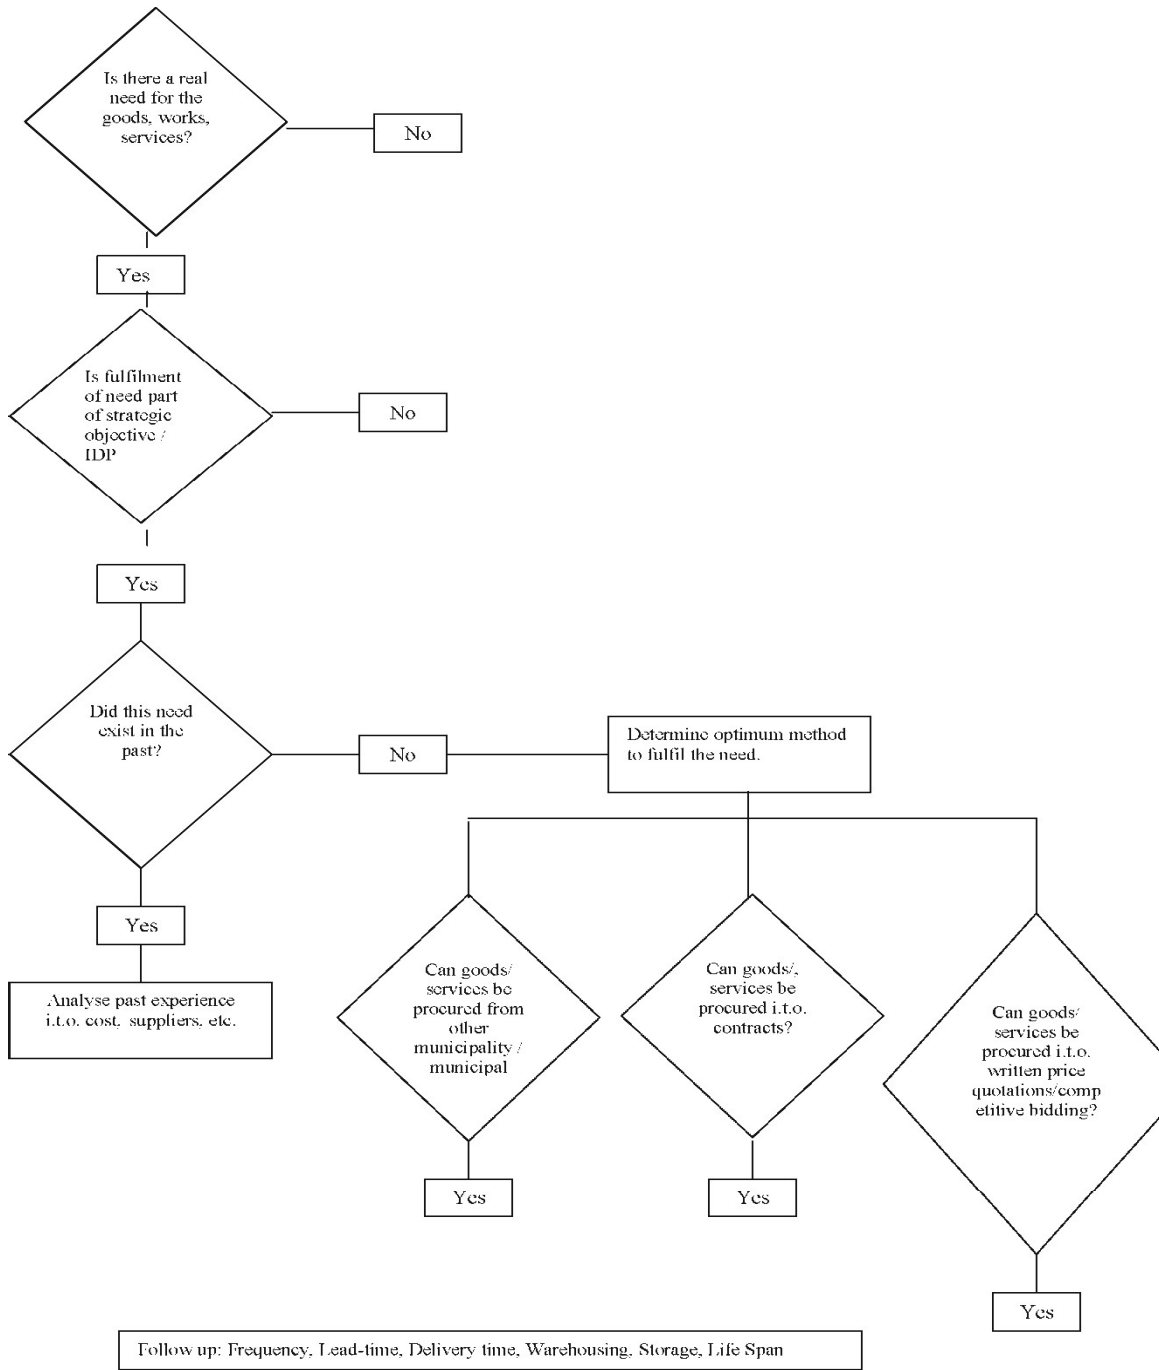 Is there a real
need for the
goods, works,
services?
No
Yes
Is fulfilment
of need part
of strategic
objective /
IDP
No
Yes
Did this need
exist in the
past?
No
Determine optimum method
to fulfil the need.
Yes
Analyse past experience
i.t.o. cost, suppliers, etc.
Can goods/
services be
procured from
other
municipality /
municipal
Can goods/,
services be
procured i.t.o.
contracts?
Can goods/
services be
procured i.t.o.
written price
quotations/comp
etitive bidding?
Yes
Yes
Yes
Follow up: Frequency, Lead-time, Delivery time, Warehousing. Storage, Life Span